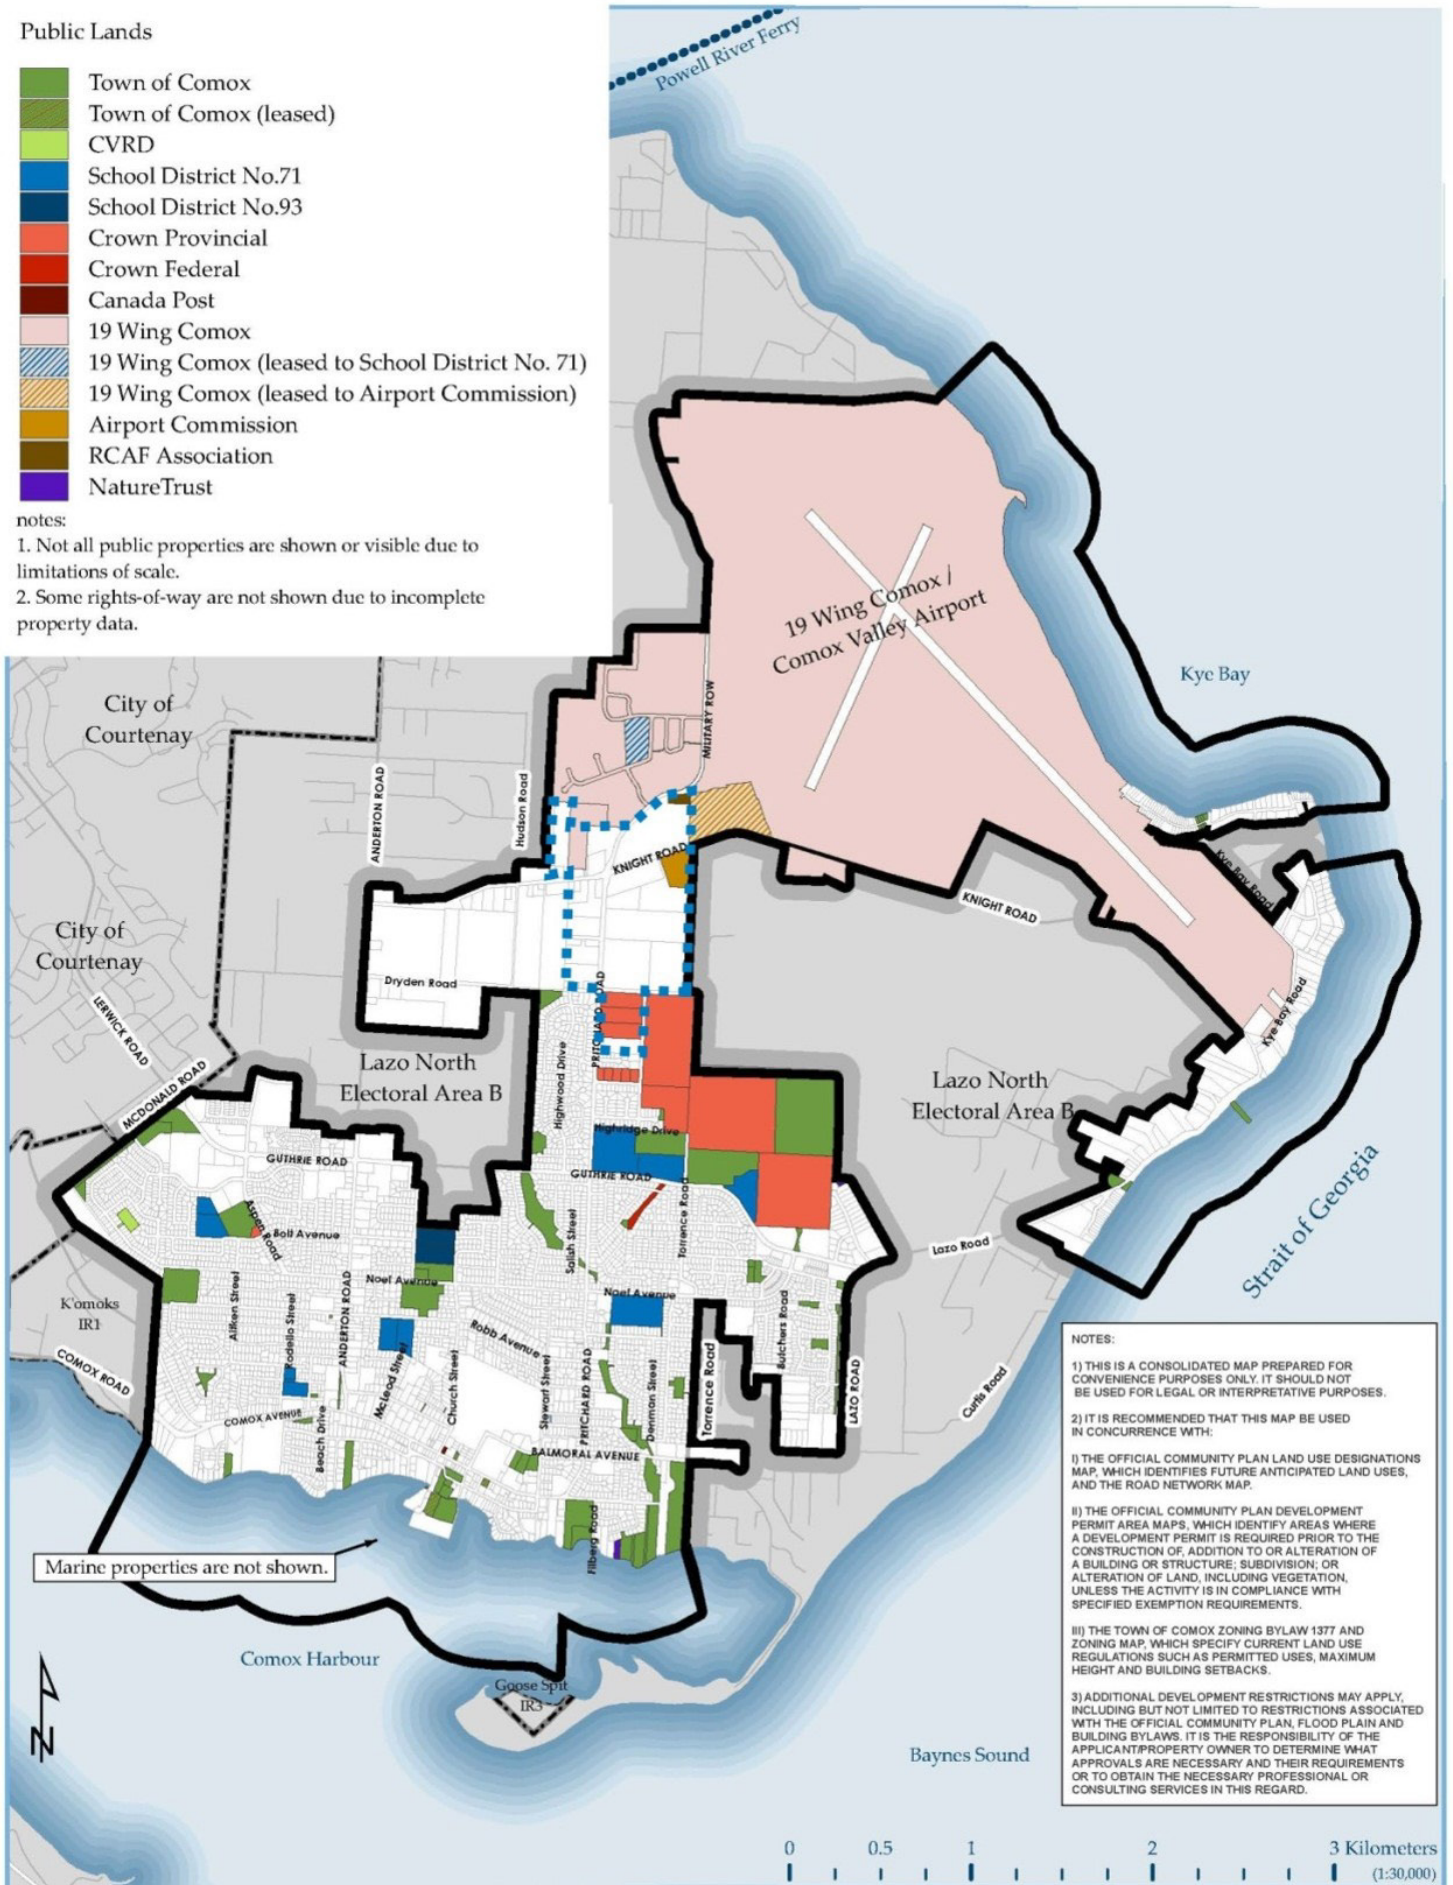 Public Lands
Town of Comox
Town of Comox (leased)
CVRD
School District No.71
School District No.93
Crown Provincial
Crown Federal
Canada Post
19 Wing Comox
19 Wing Comox (leased to School District No. 71)
19 Wing Comox (leased to Airport Commission)
Airport Commission
RCAF Association
NatureTrust
notes:
1. Not all public properties are shown or visible due to
limitations of scale.
2. Some rights-of-way are not shown due to incomplete
property data.
Powell River Ferry
19 Wing Comox /
Comox Valley Airport
Kye Bay
City of
Courtenay
MILITARY ROW
ANDERTON ROAD
Hudson Road
KNIGHT ROAD
KNIGHT ROAD
Kye Bay Road
City of
Courtenay
Dryden Road
LERWICK ROAD
PRITCHARD ROAD
Kye Bay Road
MCDONALD ROAD
Lazo North
Electoral Area B
Highwood Drive
Lazo North
Electoral Area B
Highridge Drive
GUTHRIE ROAD
GUTHRIE ROAD
Aspen Road
Bolt Avenue
Salish Street
Torrence Road
Lazo Road
Strait of Georgia
K'omoks
IR1
Noel Avenue
Noel Avenue
Aitken Street
Rodello Street
ANDERTON ROAD
Robb Avenue
Butchers Road
COMOX ROAD
McLeod Street
Church Street
Stewart Street
PRITCHARD ROAD
Denman Street
Torrence Road
LAZO ROAD
Curtis Road
COMOX AVENUE
Beach Drive
BALMORAL AVENUE
Filberg Road
Marine properties are not shown.
Comox Harbour
Goose Spit
IR3
Baynes Sound
N
NOTES:
1) THIS IS A CONSOLIDATED MAP PREPARED FOR
CONVENIENCE PURPOSES ONLY. IT SHOULD NOT
BE USED FOR LEGAL OR INTERPRETATIVE PURPOSES.
2) IT IS RECOMMENDED THAT THIS MAP BE USED
IN CONCURRENCE WITH:
I) THE OFFICIAL COMMUNITY PLAN LAND USE DESIGNATIONS
MAP, WHICH IDENTIFIES FUTURE ANTICIPATED LAND USES,
AND THE ROAD NETWORK MAP.
II) THE OFFICIAL COMMUNITY PLAN DEVELOPMENT
PERMIT AREA MAPS, WHICH IDENTIFY AREAS WHERE
A DEVELOPMENT PERMIT IS REQUIRED PRIOR TO THE
CONSTRUCTION OF, ADDITION TO OR ALTERATION OF
A BUILDING OR STRUCTURE; SUBDIVISION; OR
ALTERATION OF LAND, INCLUDING VEGETATION,
UNLESS THE ACTIVITY IS IN COMPLIANCE WITH
SPECIFIED EXEMPTION REQUIREMENTS.
III) THE TOWN OF COMOX ZONING BYLAW 1377 AND
ZONING MAP, WHICH SPECIFY CURRENT LAND USE
REGULATIONS SUCH AS PERMITTED USES, MAXIMUM
HEIGHT AND BUILDING SETBACKS.
3) ADDITIONAL DEVELOPMENT RESTRICTIONS MAY APPLY,
INCLUDING BUT NOT LIMITED TO RESTRICTIONS ASSOCIATED
WITH THE OFFICIAL COMMUNITY PLAN, FLOOD PLAIN AND
BUILDING BYLAWS. IT IS THE RESPONSIBILITY OF THE
APPLICANT/PROPERTY OWNER TO DETERMINE WHAT
APPROVALS ARE NECESSARY AND THEIR REQUIREMENTS
OR TO OBTAIN THE NECESSARY PROFESSIONAL OR
CONSULTING SERVICES IN THIS REGARD.
0 0.5 1 2 3 Kilometers
(1:30,000)